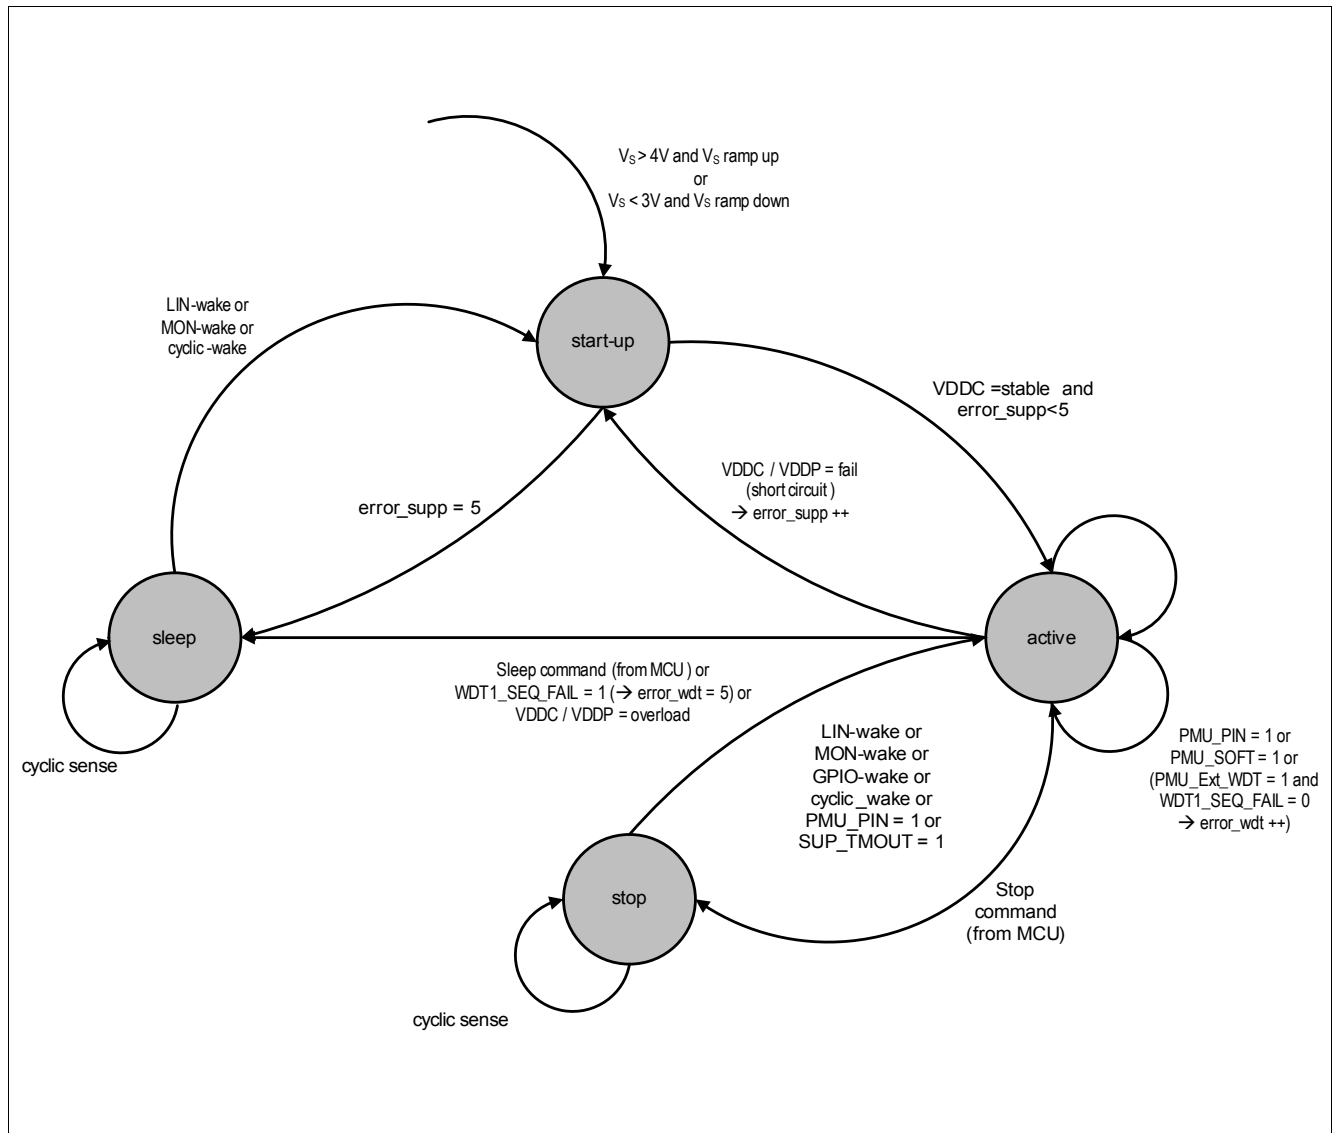 V_S > 4V and V_S ramp up
or
V_S < 3V and V_S ramp down
LIN-wake or
MON-wake or
cyclic -wake
start-up
VDDC =stable and
error_supp<5
VDDC / VDDP = fail
(short circuit )
→ error_supp ++
error_supp = 5
sleep
active
Sleep command (from MCU ) or
WDT1_SEQ_FAIL = 1 (→ error_wdt = 5) or
VDDC / VDDP = overload
cyclic sense
LIN-wake or
MON-wake or
GPIO-wake or
cyclic _wake or
PMU_PIN = 1 or
SUP_TMOUT = 1
PMU_PIN = 1 or
PMU_SOFT = 1 or
(PMU_Ext_WDT = 1 and
WDT1_SEQ_FAIL = 0
→ error_wdt ++)
stop
Stop
command
(from MCU)
cyclic sense